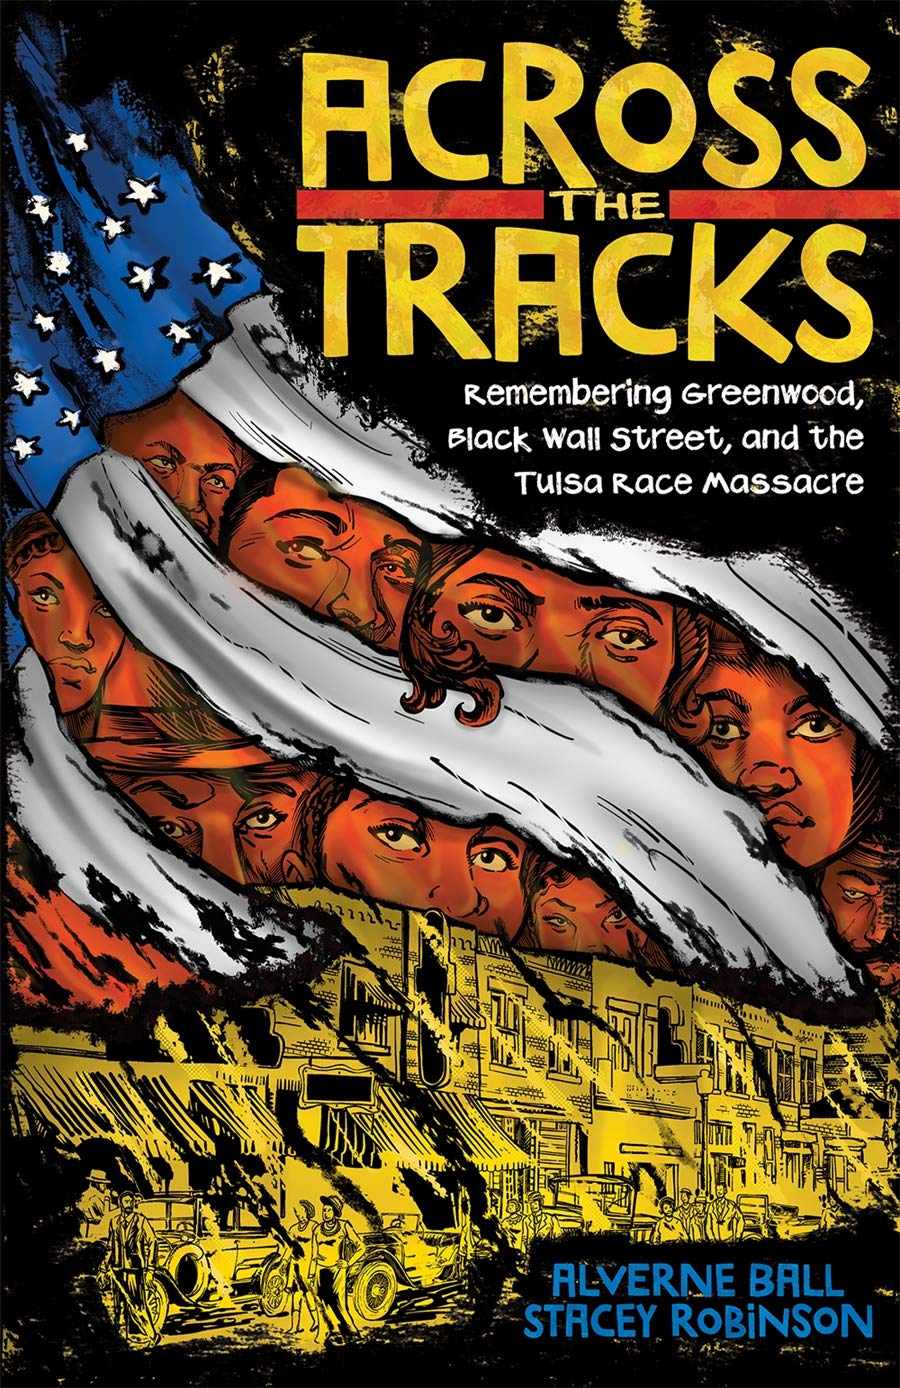 ACROSS
THE
TRACKS
Remembering Greenwood,
Black Wall Street, and the
Tulsa Race Massacre
ALVERNE BALL
STACEY ROBINSON